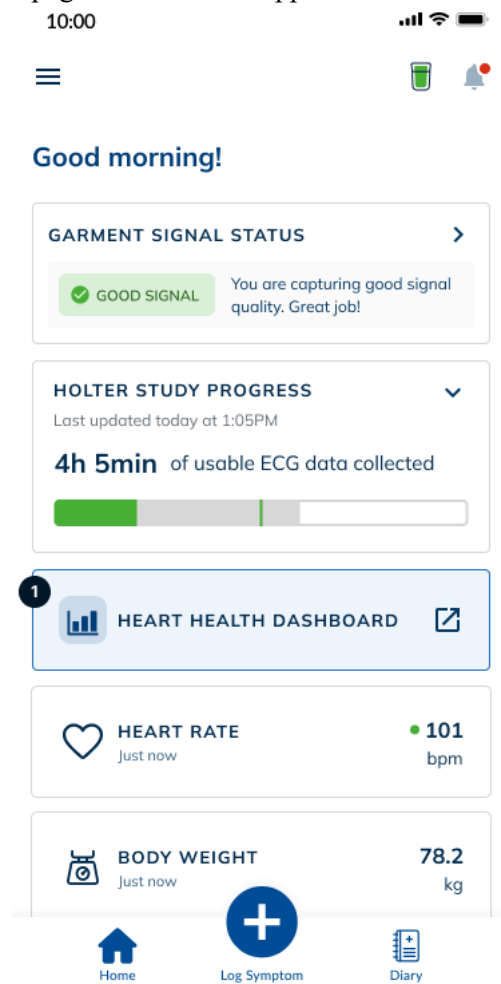 10:00
Good morning!
GARMENT SIGNAL STATUS
GOOD SIGNAL
You are capturing good signal
quality. Great job!
HOLTER STUDY PROGRESS
Last updated today at 1:05PM
4h 5min of usable ECG data collected
1
HEART HEALTH DASHBOARD
HEART RATE
Just now
101
bpm
BODY WEIGHT
Just now
78.2
kg
Home
Log Symptom
Diary